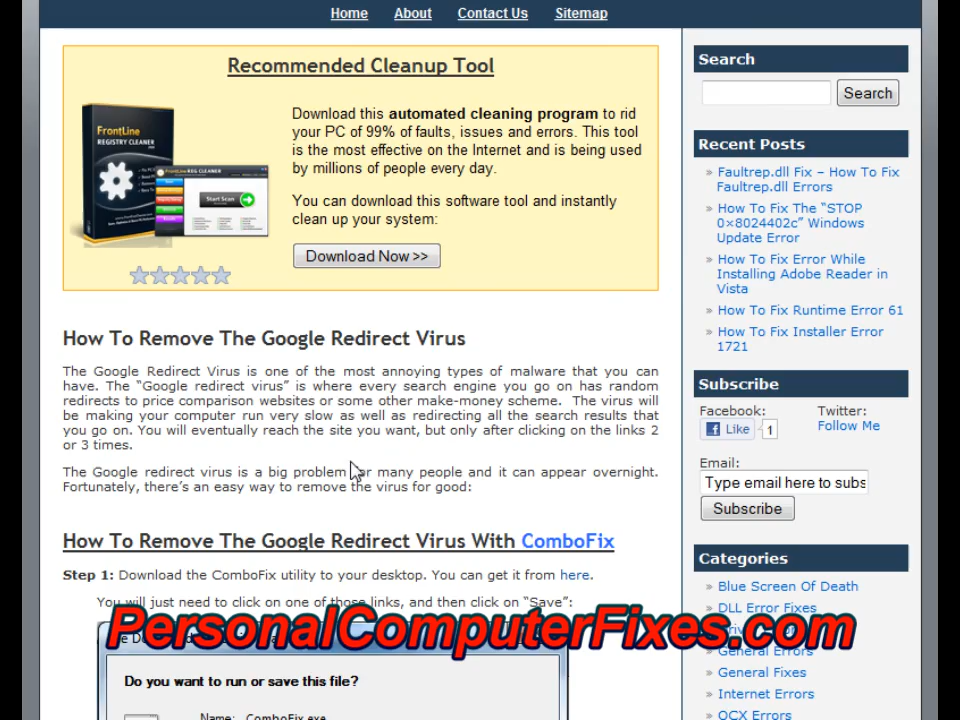 Home About Contact Us Sitemap
Recommended Cleanup Tool
FrontLine
REGISTRY CLEANER
Start Scan
Download this automated cleaning program to rid
your PC of 99% of faults, issues and errors. This tool
is the most effective on the Internet and is being used
by millions of people every day.
You can download this software tool and instantly
clean up your system:
Download Now >>
How To Remove The Google Redirect Virus
The Google Redirect Virus is one of the most annoying types of malware that you can
have. The “Google redirect virus” is where every search engine you go on has random
redirects to price comparison websites or some other make-money scheme. The virus will
be making your computer run very slow as well as redirecting all the search results that
you go on. You will eventually reach the site you want, but only after clicking on the links 2
or 3 times.
The Google redirect virus is a big problem for many people and it can appear overnight.
Fortunately, there’s an easy way to remove the virus for good:
How To Remove The Google Redirect Virus With ComboFix
Step 1: Download the ComboFix utility to your desktop. You can get it from here.
You will just need to click on one of those links, and then click on “Save”:
PersonalComputerFixes.com
Do you want to run or save this file?
Name: ComboFix.exe
Search
Search
Recent Posts
» Faultrep.dll Fix – How To Fix
Faultrep.dll Errors
» How To Fix The “STOP
0×8024402c” Windows
Update Error
» How To Fix Error While
Installing Adobe Reader in
Vista
» How To Fix Runtime Error 61
» How To Fix Installer Error
1721
Subscribe
Facebook: Twitter:
Like 1 Follow Me
Email:
Type email here to subs
Subscribe
Categories
» Blue Screen Of Death
» DLL Error Fixes
» General Errors
» General Fixes
» Internet Errors
» OCX Errors